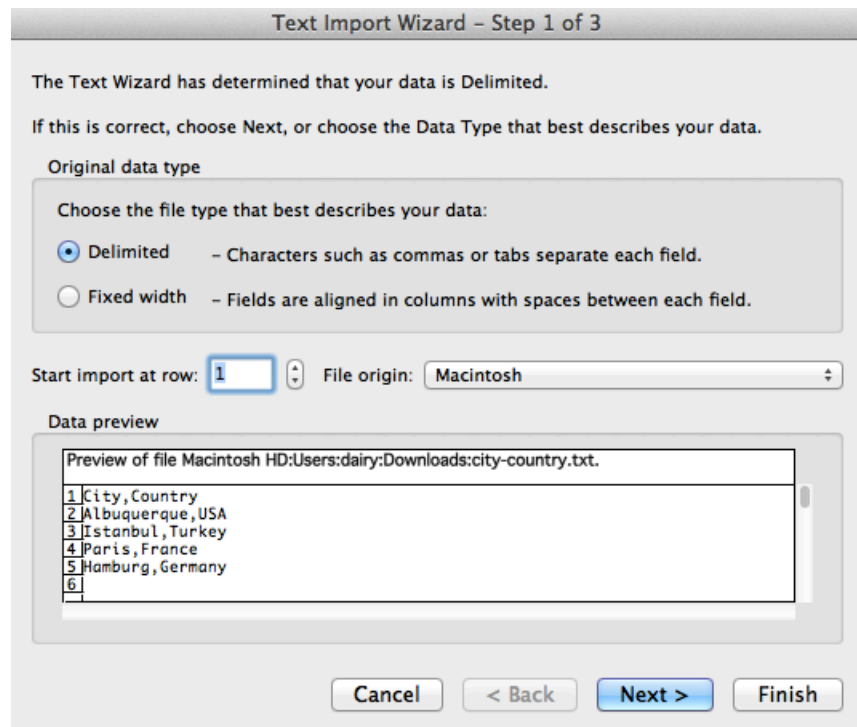 Text Import Wizard – Step 1 of 3
The Text Wizard has determined that your data is Delimited.
If this is correct, choose Next, or choose the Data Type that best describes your data.
Original data type
Choose the file type that best describes your data:
Delimited – Characters such as commas or tabs separate each field.
Fixed width – Fields are aligned in columns with spaces between each field.
Start import at row: 1 File origin: Macintosh
Data preview
Preview of file Macintosh HD:Users:dairy:Downloads:city-country.txt.
1 City,Country
2 Albuquerque,USA
3 Istanbul,Turkey
4 Paris,France
5 Hamburg,Germany
6
Cancel < Back Next > Finish